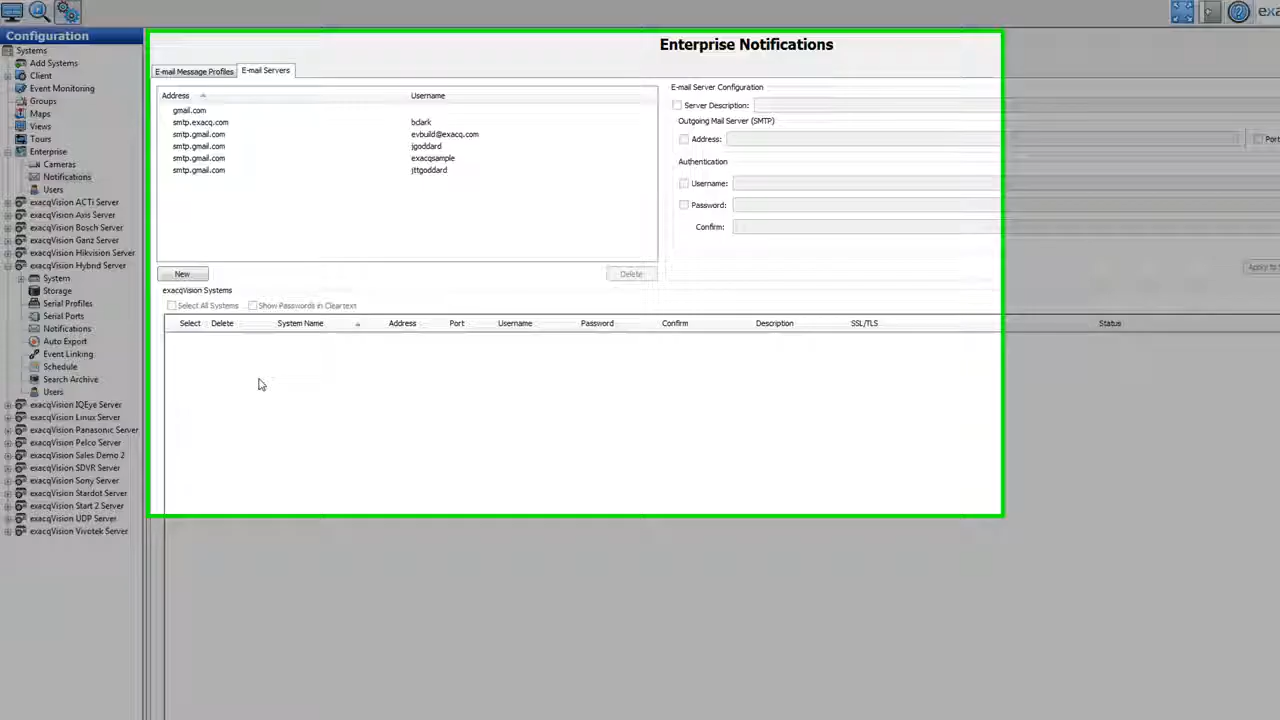 exa
Configuration
Systems
Add Systems
Client
Event Monitoring
Groups
Maps
Views
Tours
Enterprise
Cameras
Notifications
Users
exacqVision ACTi Server
exacqVision Axis Server
exacqVision Bosch Server
exacqVision Ganz Server
exacqVision Hikvision Server
exacqVision Hybrid Server
System
Storage
Serial Profiles
Serial Ports
Notifications
Auto Export
Event Linking
Schedule
Search Archive
Users
exacqVision IQEye Server
exacqVision Linux Server
exacqVision Panasonic Server
exacqVision Pelco Server
exacqVision Sales Demo 2
exacqVision SDVR Server
exacqVision Sony Server
exacqVision Stardot Server
exacqVision Start 2 Server
exacqVision UDP Server
exacqVision Vivotek Server
Enterprise Notifications
E-mail Message Profiles E-mail Servers
Address Username
gmail.com
smtp.exacq.com bclark
smtp.gmail.com evbuild@exacq.com
smtp.gmail.com jgoddard
smtp.gmail.com exacqsample
smtp.gmail.com jttgoddard
New Delete
E-mail Server Configuration
Server Description:
Outgoing Mail Server (SMTP)
Address: Port
Authentication
Username:
Password:
Confirm:
Apply to
exacqVision Systems
Select All Systems Show Passwords in Cleartext
Select Delete System Name Address Port Username Password Confirm Description SSL/TLS Status